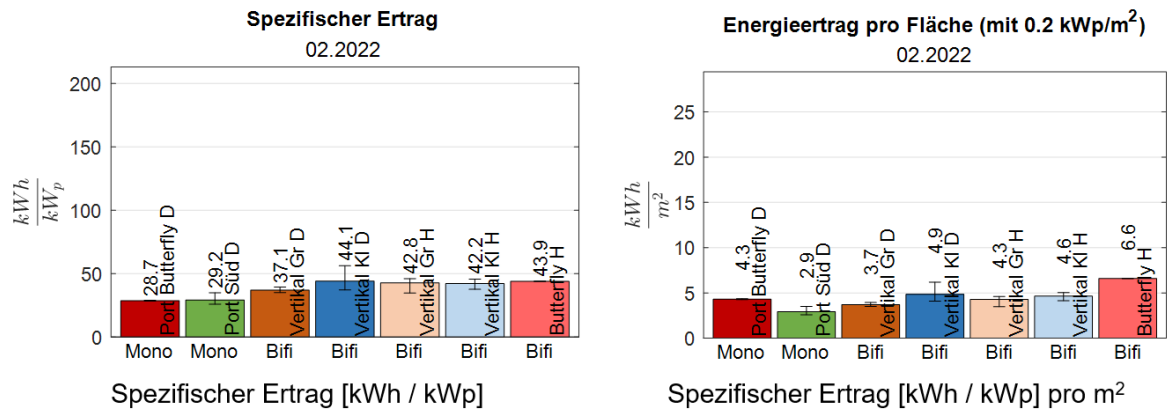 Spezifischer Ertrag
02.2022
200
150
100
50
0
kWh
kW_p
28.7
Port Butterfly D
29.2
Port Süd D
37.1
Vertikal Gr D
44.1
Vertikal Kl D
42.8
Vertikal Gr H
42.2
Vertikal Kl H
43.9
Butterfly H
Mono Mono Bifi Bifi Bifi Bifi Bifi
Spezifischer Ertrag [kWh / kWp]
Energieertrag pro Fläche (mit 0.2 kWp/m²)
02.2022
25
20
15
10
5
0
kWh
m²
4.3
Port Butterfly D
2.9
Port Süd D
3.7
Vertikal Gr D
4.9
Vertikal Kl D
4.3
Vertikal Gr H
4.6
Vertikal Kl H
6.6
Butterfly H
Mono Mono Bifi Bifi Bifi Bifi Bifi
Spezifischer Ertrag [kWh / kWp] pro m²